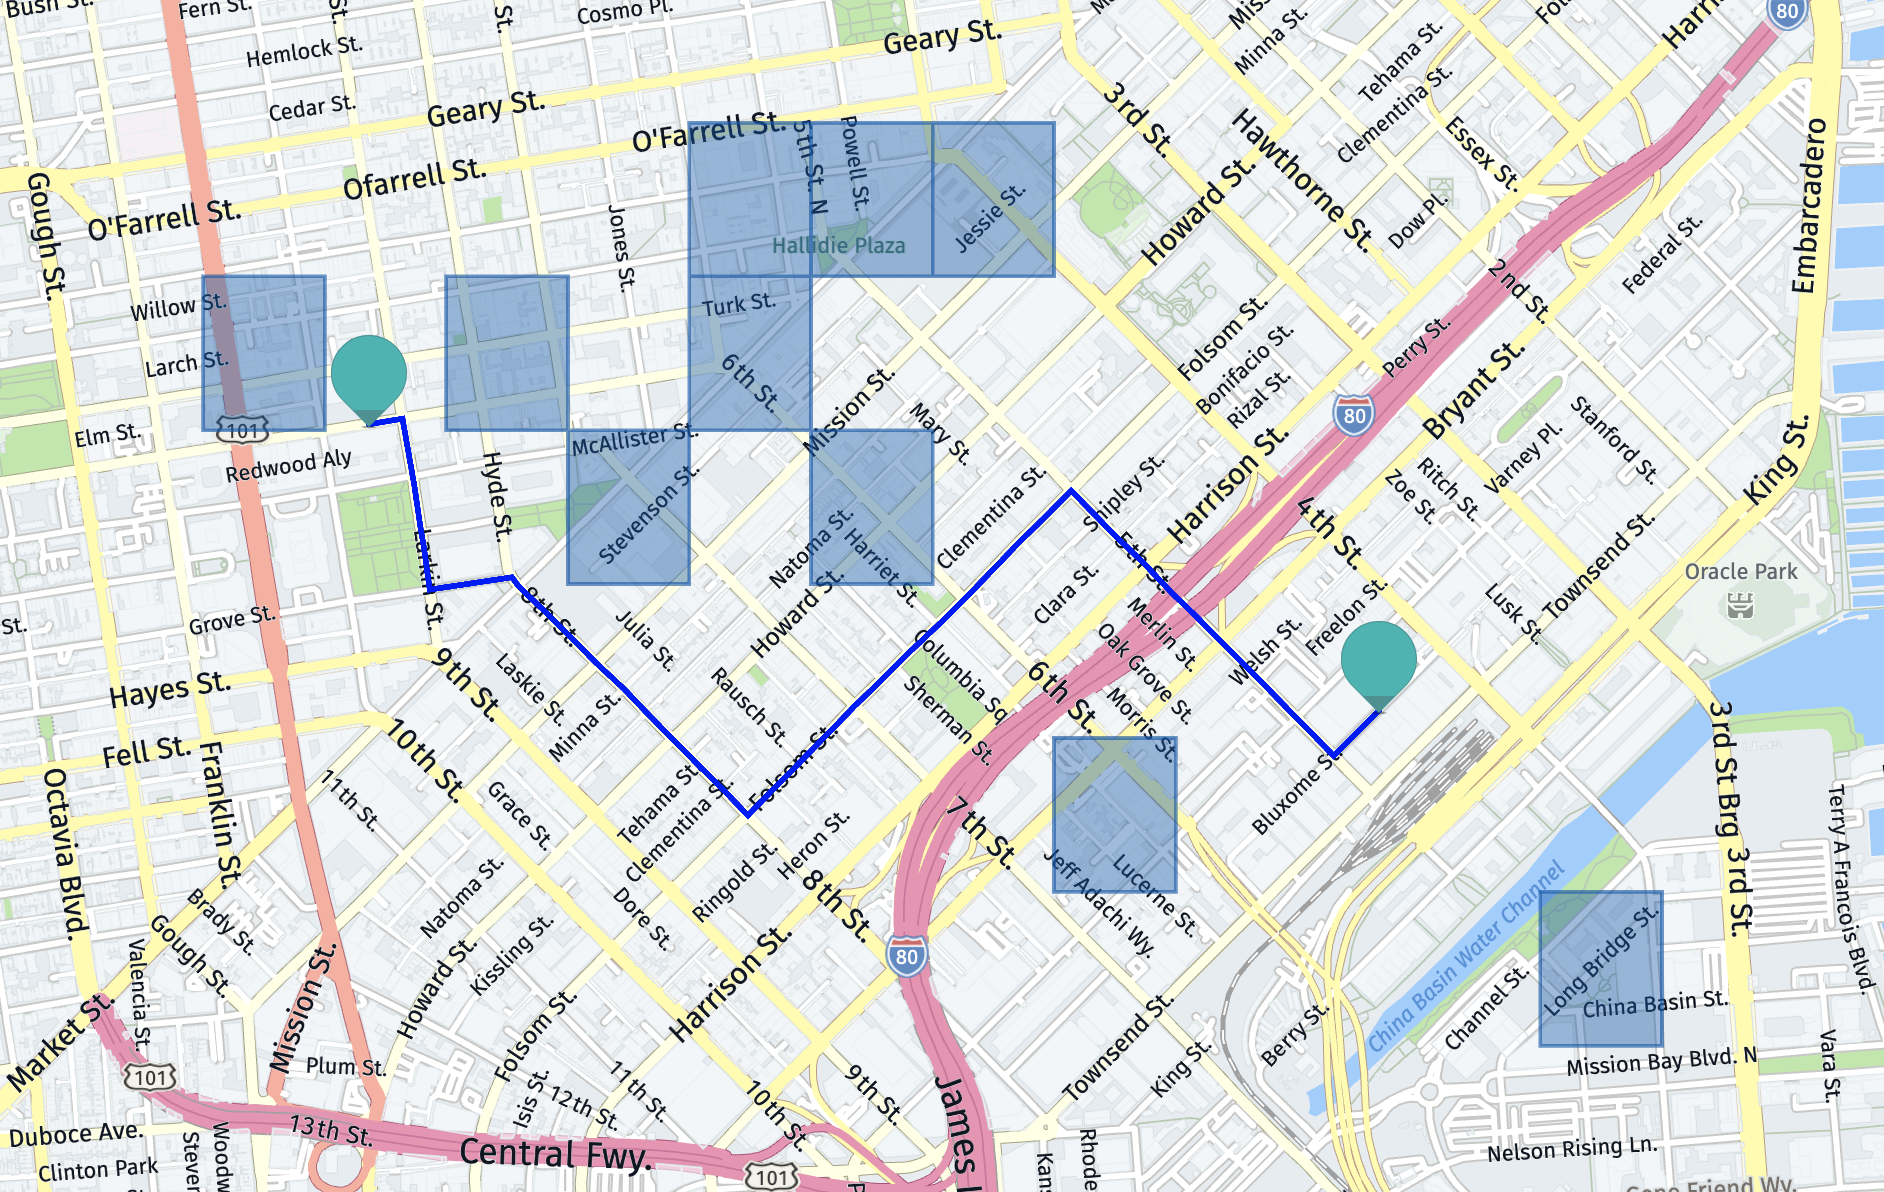 Bush St.
Fern St.
St.
St.
Cosmo Pl.
Hemlock St.
Geary St.
Cedar St.
Geary St.
O'Farrell St.
Ofarrell St.
O'Farrell St.
Gough St.
Jones St.
5th St. N
Powell St.
Hallidie Plaza
Jessie St.
3rd St.
Minna St.
Tehama St.
Clementina St.
Hawthorne St.
Howard St.
Essex St.
Dow Pl.
Federal St.
Embarcadero
80
Willow St.
Larch St.
Turk St.
6th St.
Mission St.
Mary St.
Folsom St.
Bonifacio St.
Rizal St.
Perry St.
2nd St.
80
Bryant St.
Stanford St.
Varney Pl.
Ritch St.
Zoe St.
King St.
101
Elm St.
Redwood Aly
Hyde St.
McAllister St.
Stevenson St.
Natoma St.
Harriet St.
Clementina St.
Shipley St.
Harrison St.
4th St.
5th St.
Clara St.
Merlin St.
Oak Grove St.
Welsh St.
Freelon St.
Lusk St.
Townsend St.
Oracle Park
Larkin St.
Grove St.
St.
8th St.
Julia St.
Howard St.
Columbia Sq
Sherman St.
6th St.
Morris St.
Hayes St.
9th St.
Laskie St.
Minna St.
Rausch St.
Folsom St.
Fell St.
10th St.
Tehama St.
Clementina St.
Bluxome St.
Octavia Blvd.
Franklin St.
11th St.
Grace St.
Heron St.
7th St.
Ringold St.
8th St.
Jeff Adachi Wy.
Lucerne St.
3rd St Brg
3rd St.
Terry A Francois Blvd.
Brady St.
Gough St.
Valencia St.
Natoma St.
Kissling St.
Howard St.
Dore St.
Harrison St.
80
China Basin Water Channel
Channel St.
Long Bridge St.
China Basin St.
Mission Bay Blvd. N
Vara St.
Market St.
101
Mission St.
Plum St.
Folsom St.
Isis St.
12th St.
11th St.
10th St.
9th St.
Townsend St.
King St.
Berry St.
Duboce Ave.
Clinton Park
13th St.
Central Fwy.
101
James
Nelson Rising Ln.